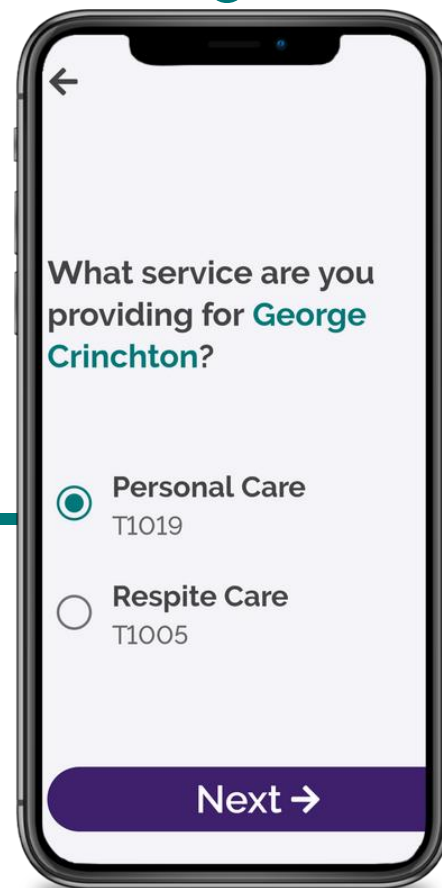 What service are you
providing for George
Crinchton?
Personal Care
T1019
Respite Care
T1005
Next →